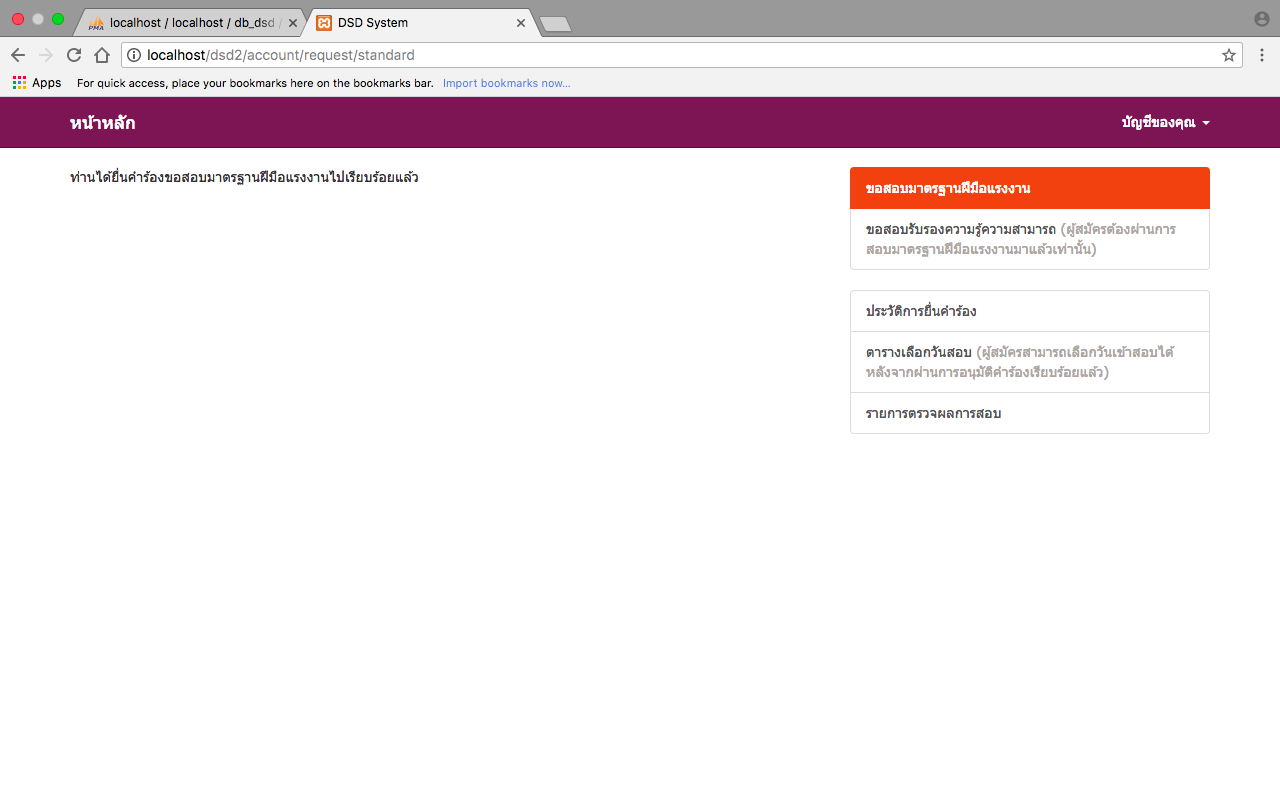 localhost / localhost / db_dsd /
DSD System
localhost/dsd2/account/request/standard
Apps
For quick access, place your bookmarks here on the bookmarks bar.
Import bookmarks now...
หน้าหลัก
บัญชีของคุณ
ท่านได้ยื่นคำร้องขอสอบมาตรฐานฝีมือแรงงานไปเรียบร้อยแล้ว
ขอสอบมาตรฐานฝีมือแรงงาน
ขอสอบรับรองความรู้ความสามารถ (ผู้สมัครต้องผ่านการ
สอบมาตรฐานฝีมือแรงงานมาแล้วเท่านั้น)
ประวัติการยื่นคำร้อง
ตารางเลือกวันสอบ (ผู้สมัครสามารถเลือกวันเข้าสอบได้
หลังจากผ่านการอนุมัติคำร้องเรียบร้อยแล้ว)
รายการตรวจผลการสอบ